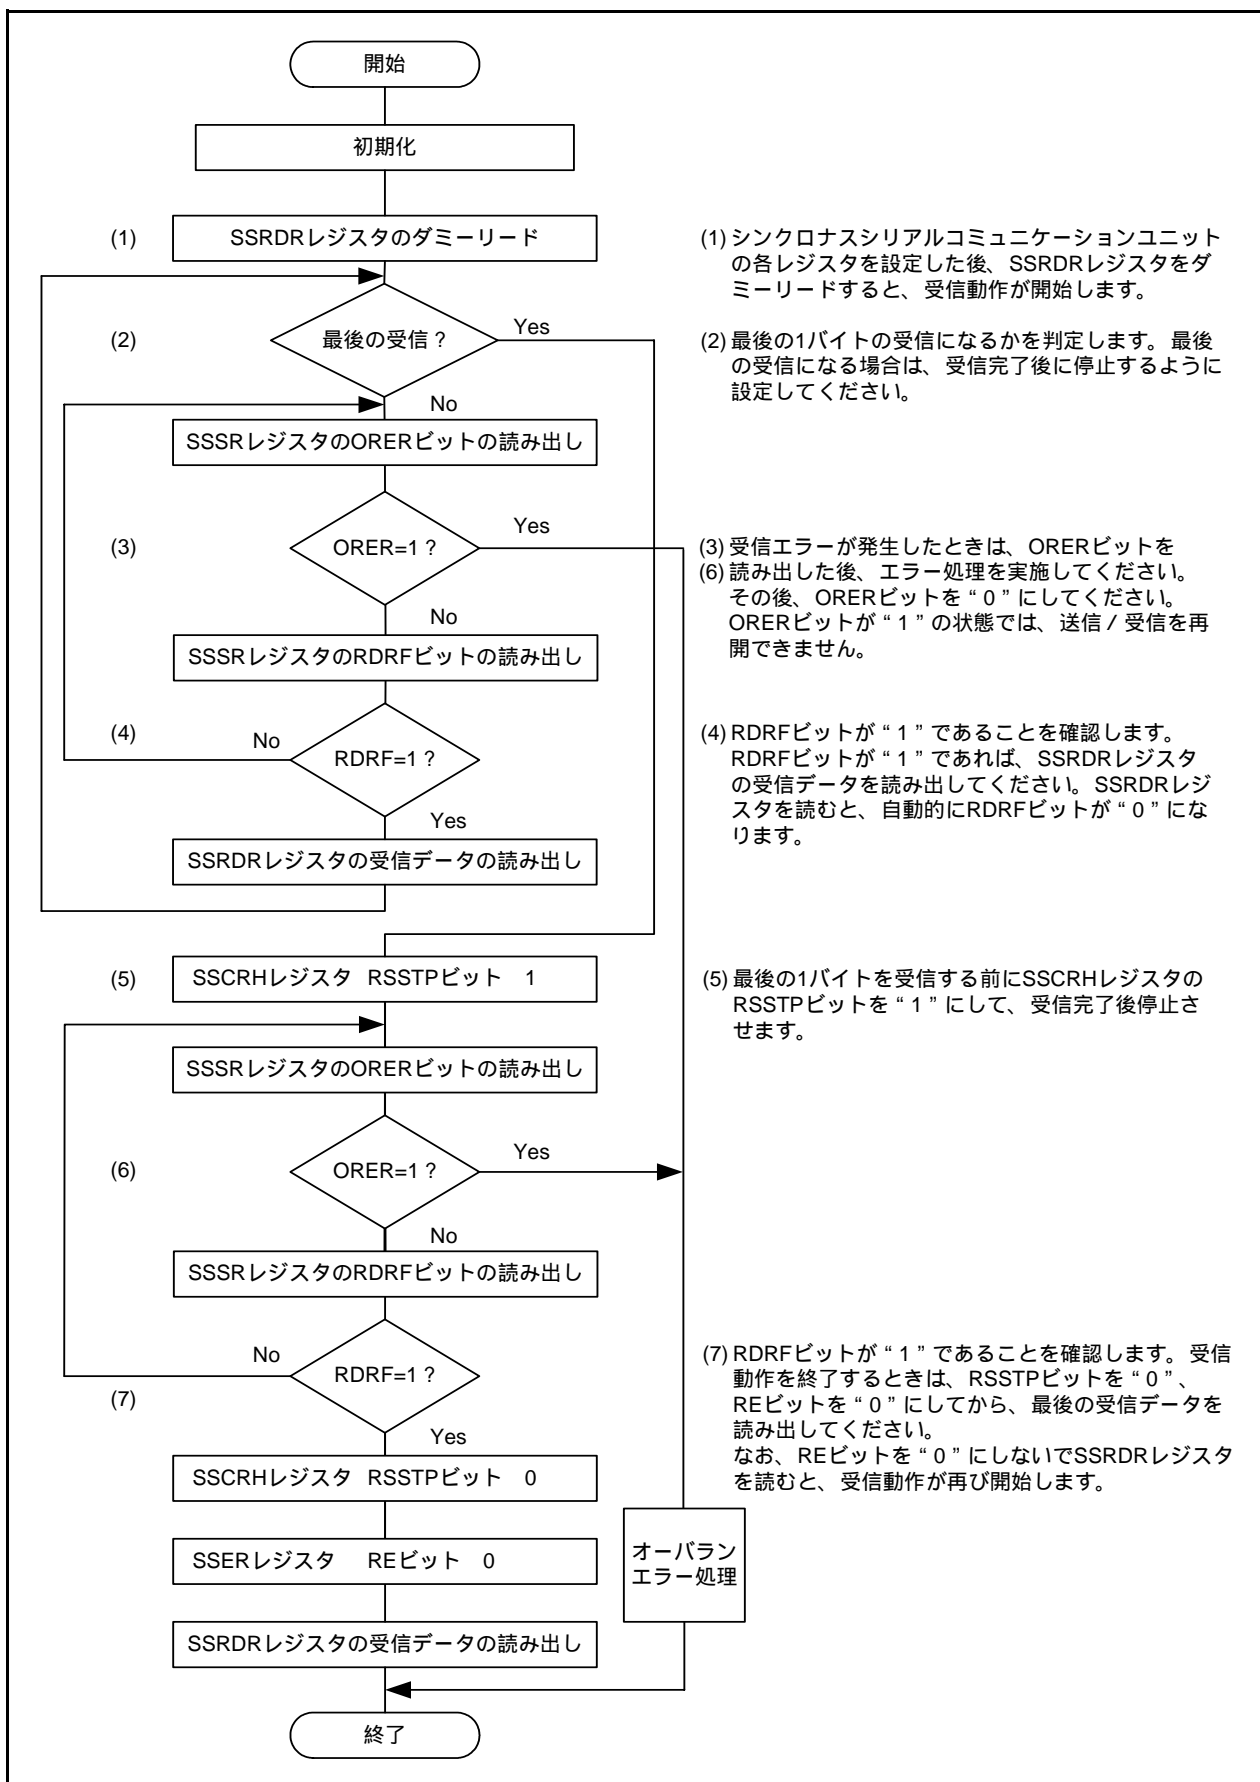 開始
初期化
(1)
SSRDRレジスタのダミーリード
(1) シンクロナスシリアルコミュニケーションユニット
の各レジスタを設定した後、SSRDRレジスタをダ
ミーリードすると、受信動作が開始します。
(2)
最後の受信？
Yes
No
(2) 最後の1バイトの受信になるかを判定します。最後
の受信になる場合は、受信完了後に停止するように
設定してください。
SSSRレジスタのORERビットの読み出し
(3)
ORER=1？
Yes
No
(3) 受信エラーが発生したときは、ORERビットを
(6) 読み出した後、エラー処理を実施してください。
その後、ORERビットを“0”にしてください。
ORERビットが“1”の状態では、送信/受信を再
開できません。
SSSRレジスタのRDRFビットの読み出し
(4)
No
RDRF=1？
Yes
(4) RDRFビットが“1”であることを確認します。
RDRFビットが“1”であれば、SSRDRレジスタ
の受信データを読み出してください。SSRDRレジ
スタを読むと、自動的にRDRFビットが“0”にな
ります。
SSRDRレジスタの受信データの読み出し
(5)
SSCRHレジスタ RSSTPビット 1
(5) 最後の1バイトを受信する前にSSCRHレジスタの
RSSTPビットを“1”にして、受信完了後停止さ
せます。
SSSRレジスタのORERビットの読み出し
(6)
ORER=1？
Yes
No
SSSRレジスタのRDRFビットの読み出し
No
RDRF=1？
(7)
Yes
(7) RDRFビットが“1”であることを確認します。受信
動作を終了するときは、RSSTPビットを“0”、
REビットを“0”にしてから、最後の受信データを
読み出してください。
なお、REビットを“0”にしないでSSRDRレジスタ
を読むと、受信動作が再び開始します。
SSCRHレジスタ RSSTPビット 0
SSERレジスタ REビット 0
オーバラン
エラー処理
SSRDRレジスタの受信データの読み出し
終了